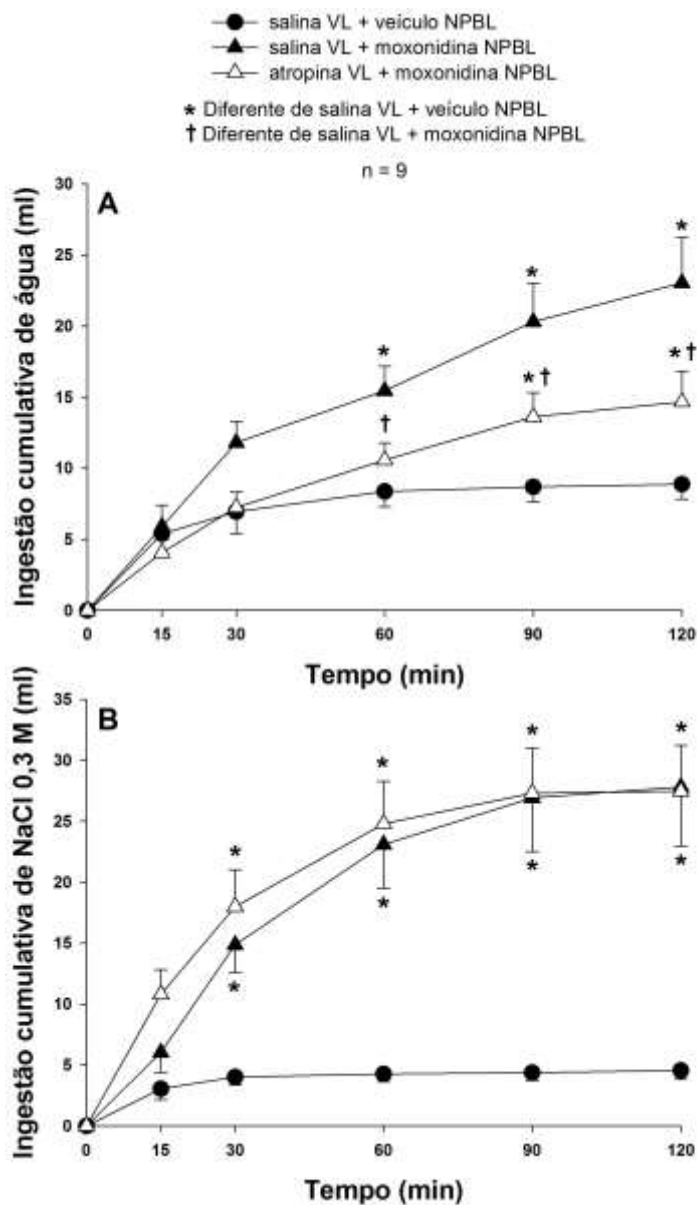 salina VL + veículo NPBL
salina VL + moxonidina NPBL
atropina VL + moxonidina NPBL
* Diferente de salina VL + veículo NPBL
† Diferente de salina VL + moxonidina NPBL
n = 9
A
Ingestão cumulativa de água (ml)
30
25
20
15
10
5
0
*
*
*
*†
*†
†
0 15 30 60 90 120
Tempo (min)
B
Ingestão cumulativa de NaCl 0,3 M (ml)
35
30
25
20
15
10
5
0
*
*
*
*
*
*
*
*
0 15 30 60 90 120
Tempo (min)